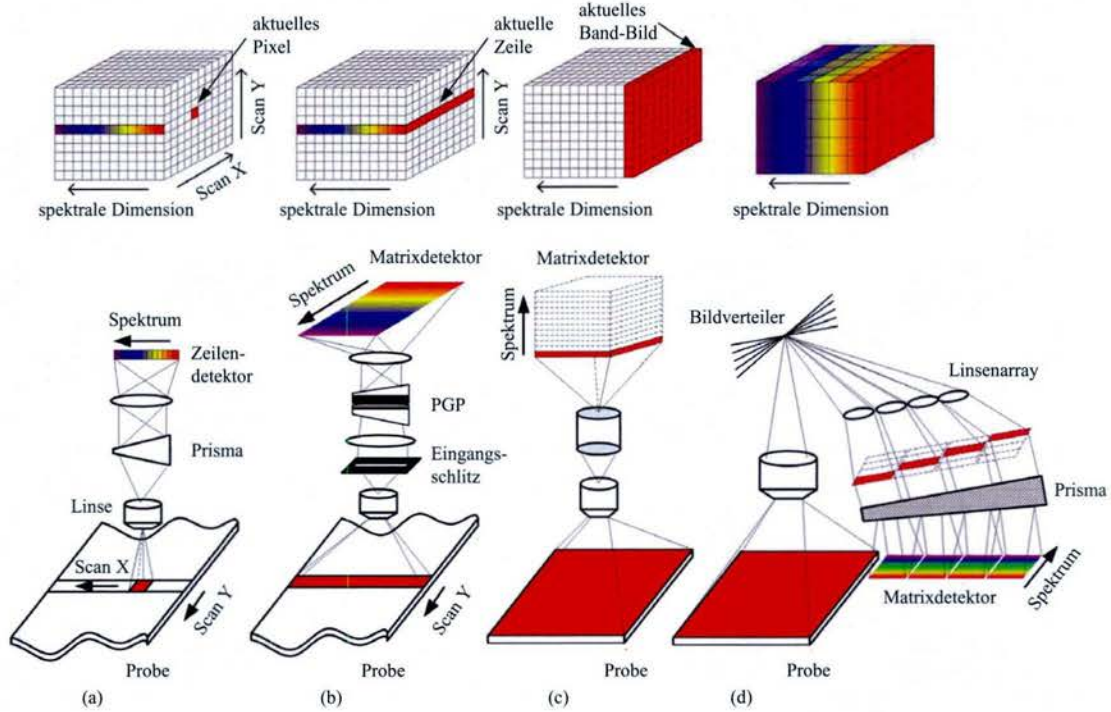 aktuelles
Pixel
Scan Y
Scan X
spektrale Dimension
aktuelle
Zeile
Scan Y
spektrale Dimension
aktuelles
Band-Bild
spektrale Dimension
spektrale Dimension
Spektrum
Zeilen-
detektor
Prisma
Linse
Scan X
Scan Y
Probe
(a)
Matrixdetektor
Spektrum
PGP
Eingangs-
schlitz
Scan Y
Probe
(b)
Matrixdetektor
Spektrum
Probe
(c)
Bildverteiler
Linsenarray
Prisma
Matrixdetektor
Spektrum
Probe
(d)